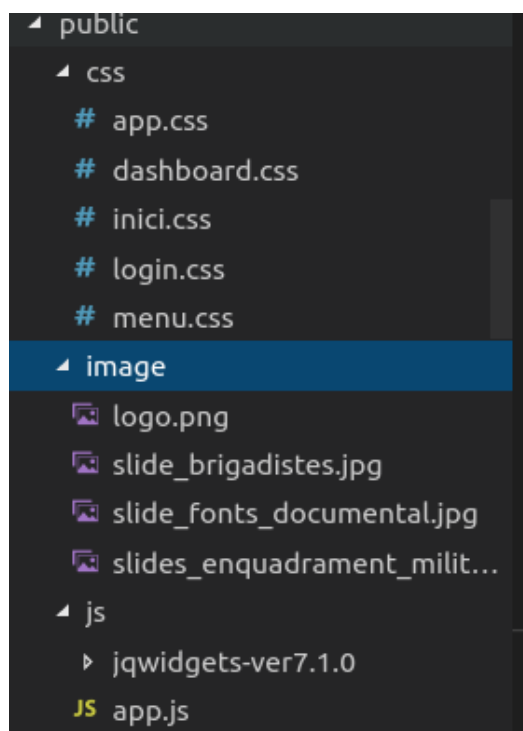 public
css
# app.css
# dashboard.css
# inici.css
# login.css
# menu.css
image
logo.png
slide_brigadistes.jpg
slide_fonts_documental.jpg
slides_enquadrament_milit...
js
jqwidgets-ver7.1.0
JS app.js